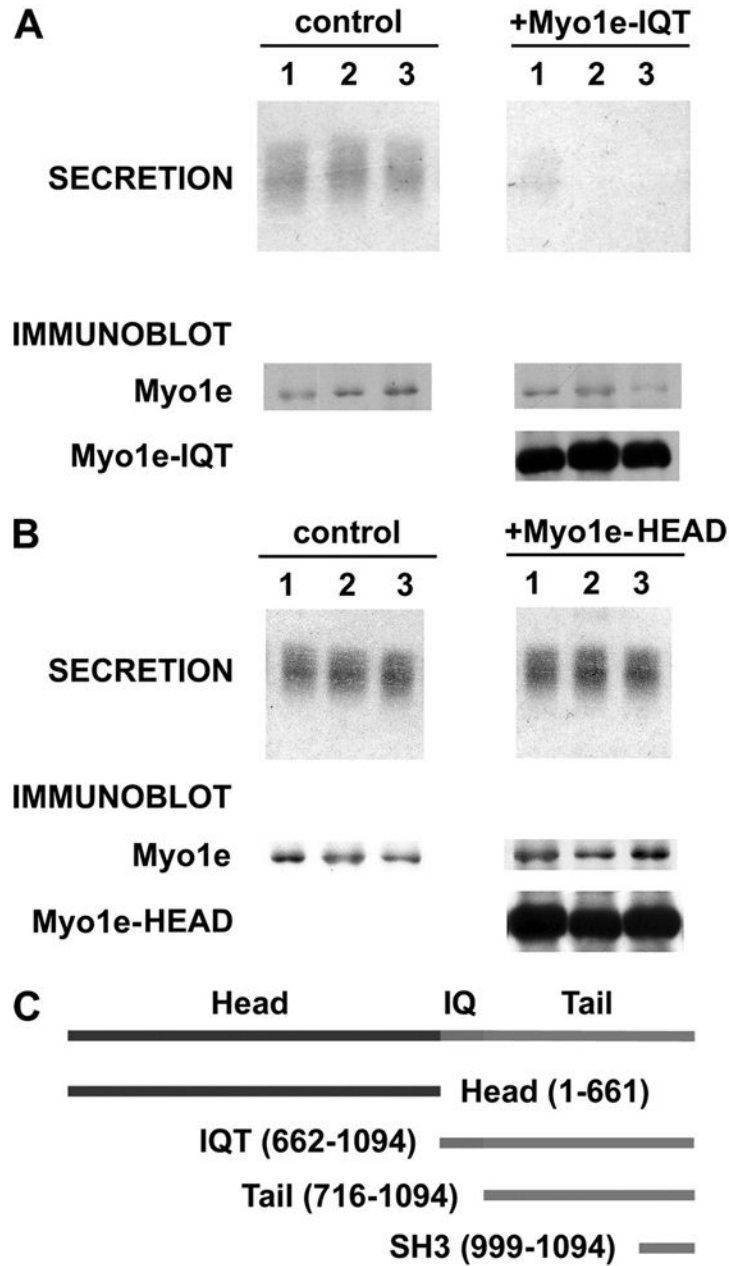 A
control +Myo1e-IQT
1 2 3 1 2 3
SECRETION
IMMUNOBLOT
Myo1e
Myo1e-IQT
B
control +Myo1e-HEAD
1 2 3 1 2 3
SECRETION
IMMUNOBLOT
Myo1e
Myo1e-HEAD
C
Head IQ Tail
Head (1-661)
IQT (662-1094)
Tail (716-1094)
SH3 (999-1094)